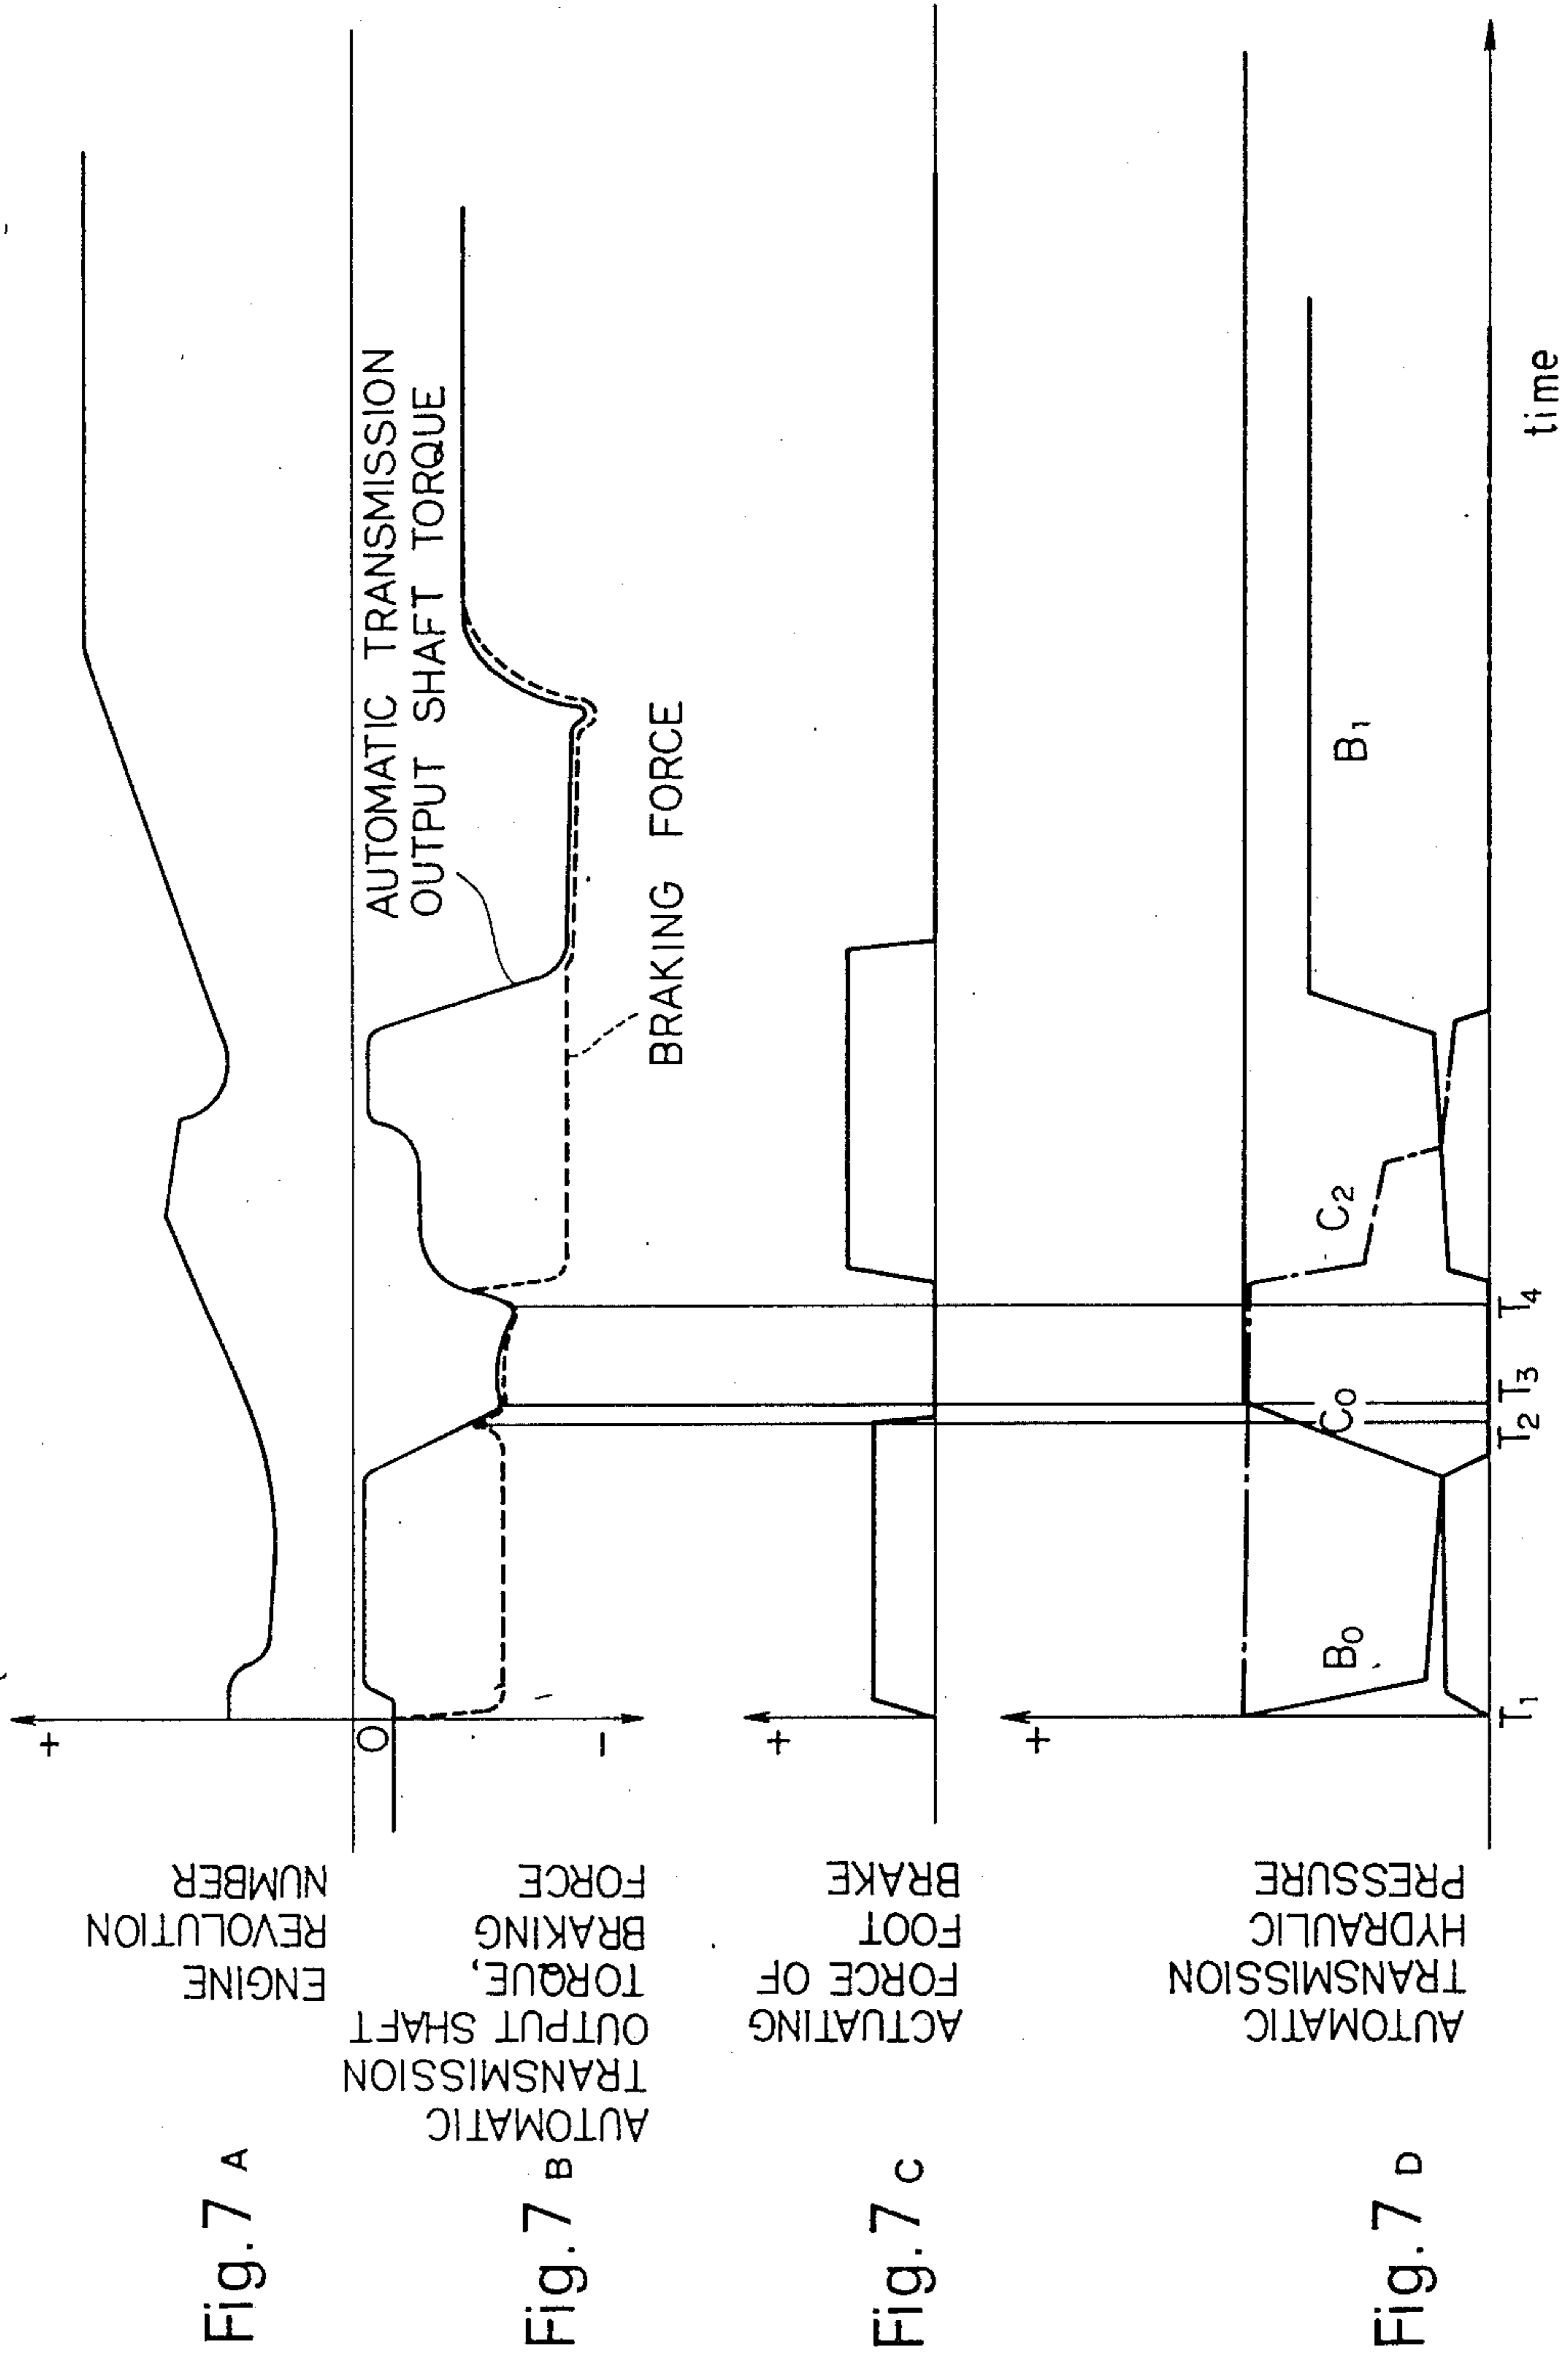 Fig. 7 A
ENGINE
REVOLUTION
NUMBER
+
O
AUTOMATIC TRANSMISSION
OUTPUT SHAFT TORQUE
Fig. 7 B
AUTOMATIC
TRANSMISSION
OUTPUT SHAFT
TORQUE,
BRAKING
FORCE
−
BRAKING FORCE
Fig. 7 C
ACTUATING
FORCE OF
FOOT
BRAKE
+
Fig. 7 D
AUTOMATIC
TRANSMISSION
HYDRAULIC
PRESSURE
+
B0
C0
C2
B1
T1
T2
T3
T4
time